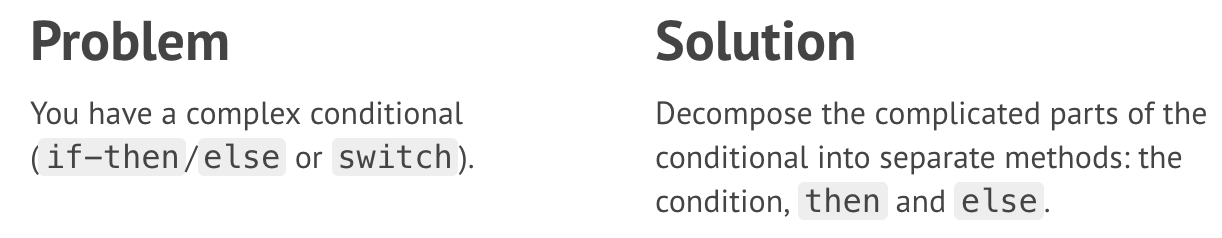 Problem
You have a complex conditional
(if-then/else or switch).
Solution
Decompose the complicated parts of the
conditional into separate methods: the
condition, then and else.